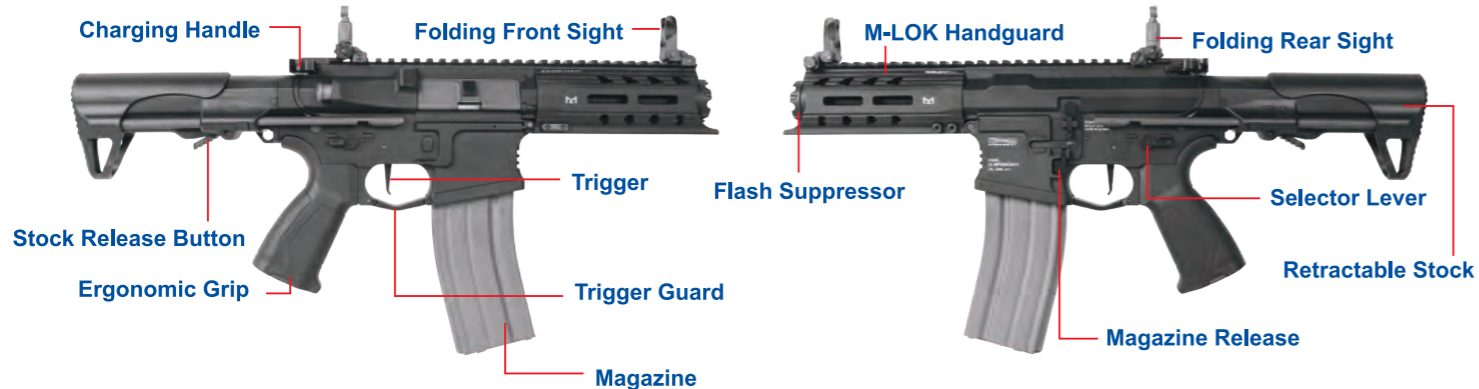 Charging Handle
Folding Front Sight
M-LOK Handguard
Folding Rear Sight
Trigger
Flash Suppressor
Selector Lever
Stock Release Button
Retractable Stock
Ergonomic Grip
Trigger Guard
Magazine Release
Magazine